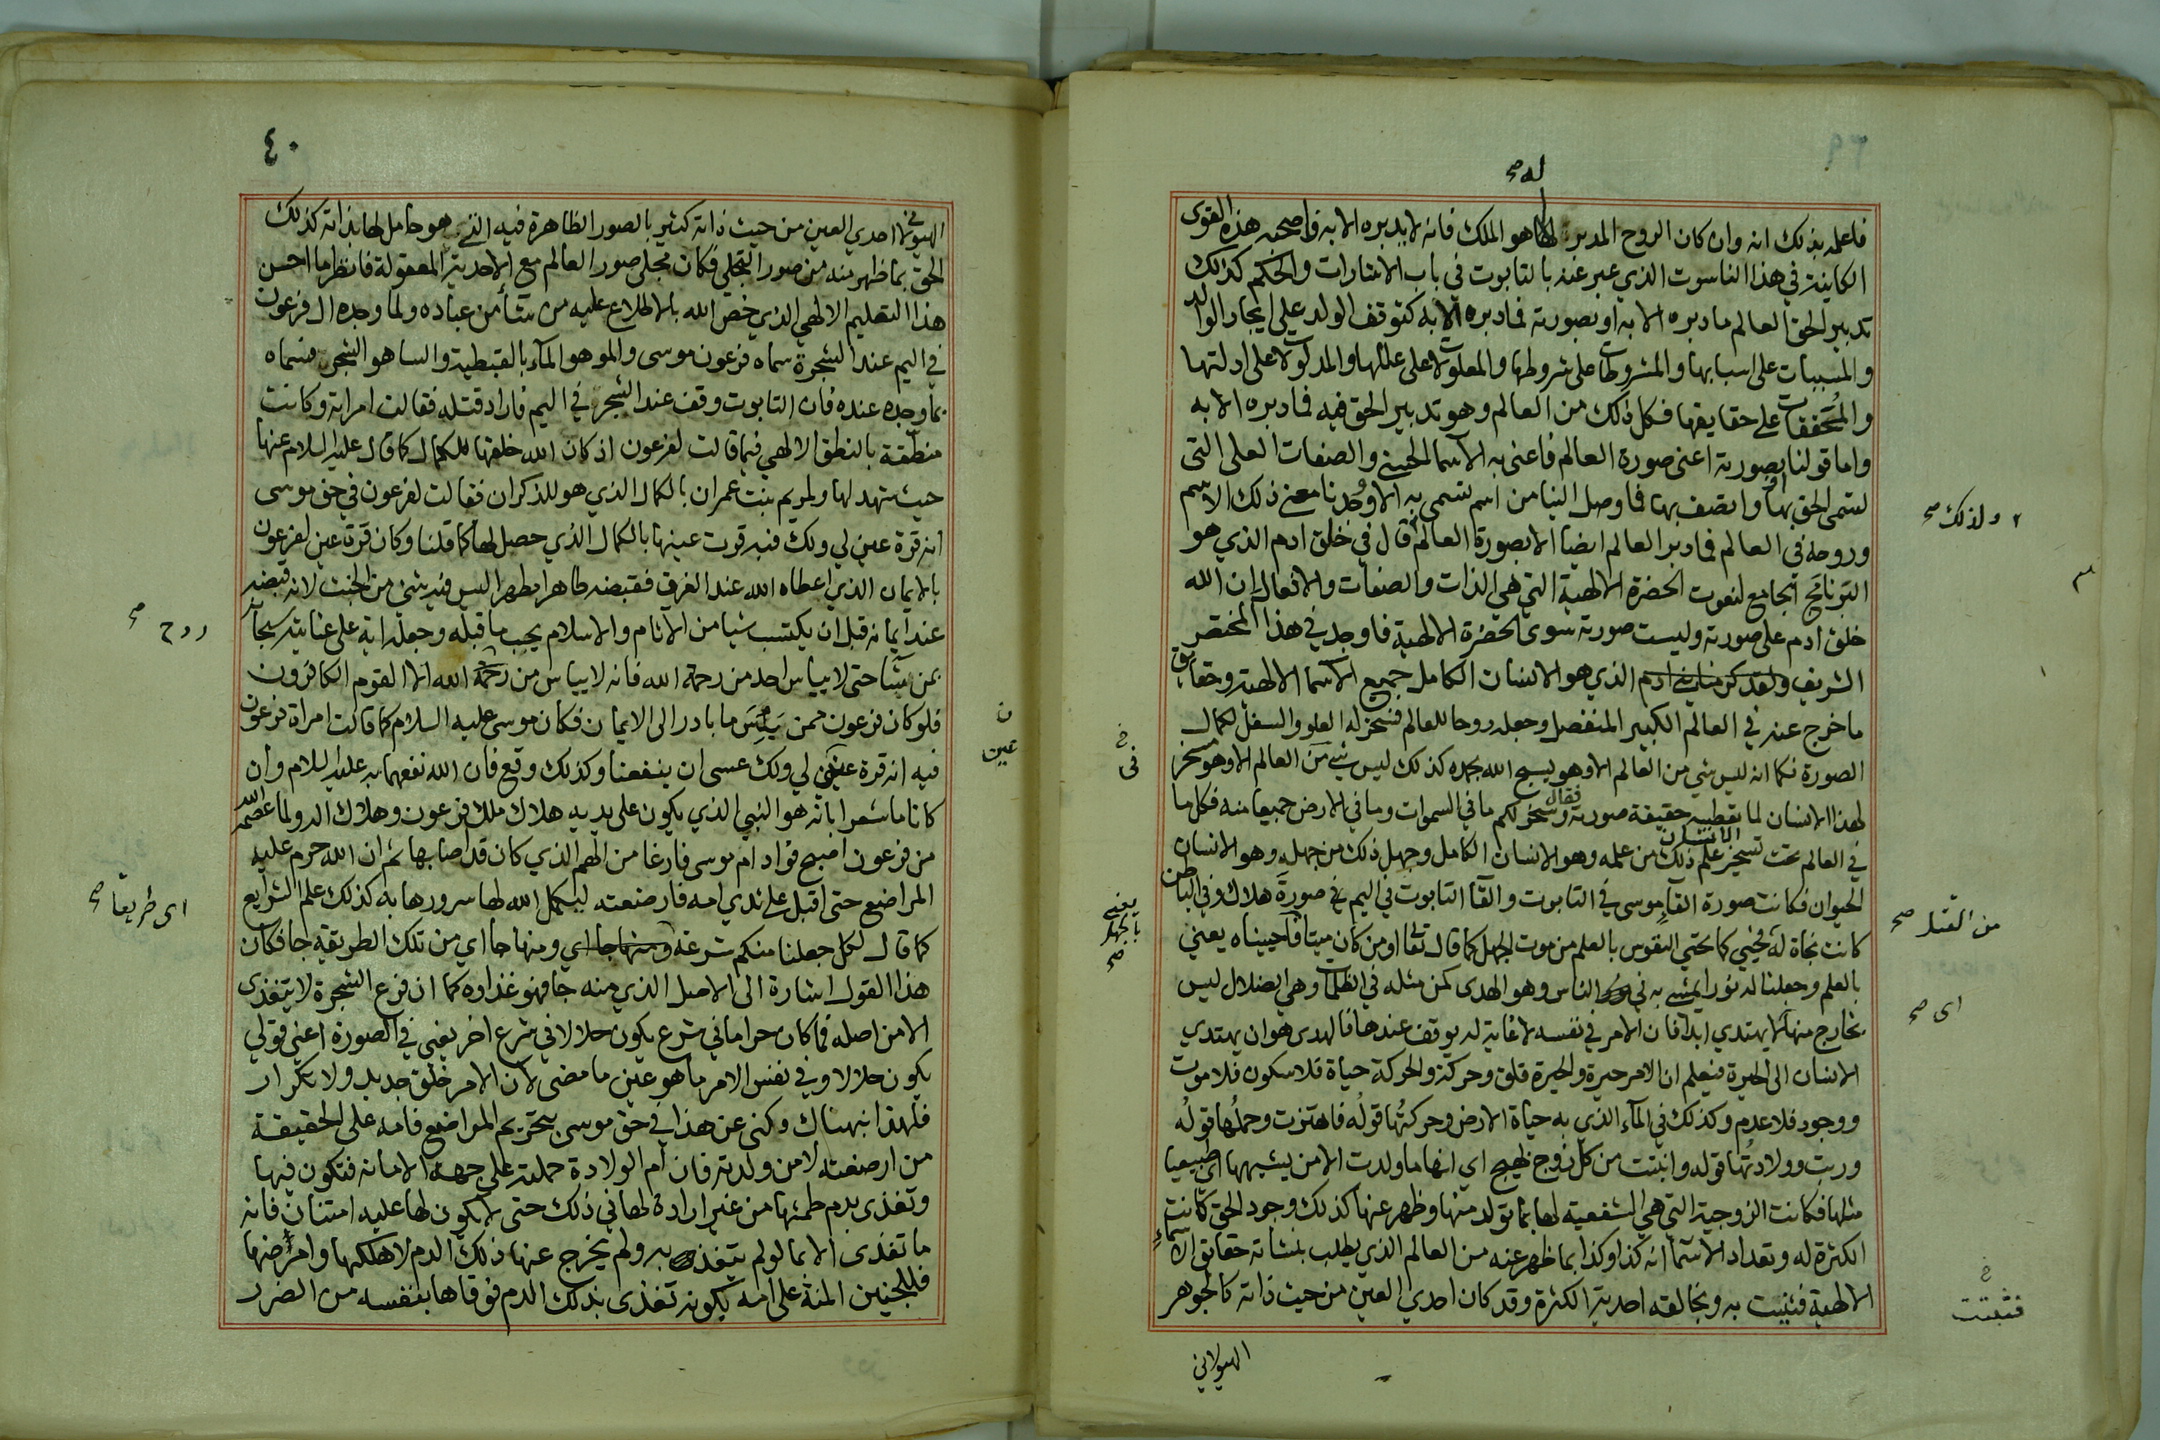 له صح
فاعلمه بذلك انه وان كان الروح المدبر له هو الملك فانه لا يدبره الا به فاصحبه هذه القوى
الكاينة في هذا الناسوت الذي عبر عنه بالتابوت في باب الاشارات والحكم كذلك
تدبير الحق العالم ما دبره الا به او بصورته فما دبره الا به كتوقف الولد على ايجاد الوالد
والمسببات على اسبابها والمشروطات على شروطها والمعلولات على عللها والمدلولات على ادلتها
والمحققات على حقايقها فكل ذلك من العالم وهو تدبير الحق فيه فما دبره الا به
واما قولنا بصورته اعنى صورة العالم فاعنى به الاسما الحسنى والصفات العلى التى
تسمى الحق بها واتصف بها فما وصل الينا من اسم تسمى به الا وجدنا معنى ذلك الاسم
وروحه في العالم فما دبر العالم ايضا الا بصورة العالم قال في خلق ادم الذي هو
ولذلك صح
البرنامج الجامع لنعوت الحضرة الالهية التي هي الذات والصفات والافعال ان الله
خلق ادم على صورته وليست صورته سوى الحضرة الالهية فاوجد في هذا المختصر
الشريف الذي هو الانسان الكامل جميع الاسما الالهية وحقايق
ما خرج عنه في العالم الكبير المنفصل وجعله روحا للعالم فسخر له العلو والسفل لكمال
الصورة فكما انه ليس شي من العالم الا وهو يسبح الله بحمده كذلك ليس شي من العالم الا وهو مسخر
لهذا الانسان لما تعطيه حقيقة صورته فقال وسخر لكم ما في السموات وما في الارض جميعا منه فكل ما
في العالم تحت تسخير الانسان علم ذلك من علمه وهو الانسان الكامل وجهل ذلك من جهله وهو الانسان
الحيوان فكانت صورة القا موسى في التابوت والقا التابوت في اليم في صورة هلاك وفي الباطن
كانت نجاة له فحيي كما تحيى النفوس بالعلم من موت الجهل كما قال تعالى اومن كان ميتا فاحييناه يعني
من القتل صح
يعنى بالجهل صح
بالعلم وجعلنا له نورا يمشي به في الناس وهو الهدى كمن مثله في الظلمات وهي الضلال ليس
بخارج منها لا يهتدي ابدا فان الامر في نفسه لا غاية له يوقف عندها فالهدى هو ان يهتدي
اى صح
الانسان الى الحيرة فيعلم ان الامر حيرة والحيرة قلق وحركة والحركة حياة فلا سكون فلا موت
ووجود فلا عدم وكذلك في الماء الذي به حياة الارض وحركتها قوله فاهتزت وحملها قوله
وربت وولادتها قوله وانبتت من كل زوج بهيج اي انها ما ولدت الا من يشبهها اي طبيعيا
مثلها فكانت الزوجية التي هي الشفعية لها بما تولد منها وظهر عنها كذلك وجود الحق كانت
الكثرة له وتعداد الاسما انه كذا وكذا بما ظهر عنه من العالم الذي يطلب بنشاته حقايق الاسماء
الالهية فثبتت به وبخالقه احدية الكثرة وقد كان احدي العين من حيث ذاته كالجوهر
الهيولاني
٤٠
الهيولاني احدي العين من حيث ذاته كثير بالصور الظاهرة فيه التي هو حامل لها بذاته كذلك
الحق بما ظهر منه من صور التجلي فكان مجلى صور العالم مع الاحدية المعقولة فانظر ما احسن
هذا التعليم الالهي الذي خص الله بالاطلاع عليه من شاء من عباده ولما وجده ال فرعون
في اليم عند الشجرة سماه فرعون موسى والمو هو الماء بالقبطية والسا هو الشجر فسماه
بما وجده عنده فان التابوت وقف عند الشجر في اليم فاراد قتله فقالت امراته وكانت
منطقة بالنطق الالهي فيما قالت لفرعون اذ كان الله خلقها للكمال كما قال عليه السلام عنها
حيث شهد لها ولمريم بنت عمران بالكمال الذي هو للذكران فقالت لفرعون في حق موسى
انه قرة عين لي ولك فبه قرت عينها بالكمال الذي حصل لها كما قلنا وكان قرة عين لفرعون
بالايمان الذي اعطاه الله عند الغرق فقبضه طاهرا مطهرا ليس فيه شيء من الخبث لانه قبضه
عند ايمانه قبل ان يكتسب شيا من الاثام والاسلام يجب ما قبله وجعله اية على عنايته سبحانه
بمن شا حتى لا يياس احد من رحمة الله فانه لا يياس من رحمة الله الا القوم الكافرون
روح صح
فلو كان فرعون ممن ييئس ما بادر الى الايمان فكان موسى عليه السلام كما قالت امراة فرعون
فيه انه قرة عين لي ولك عسى ان ينفعنا وكذلك وقع فان الله نفعهما به عليه السلام وان
عين
كانا ما شعرا بانه هو النبي الذي يكون على يديه هلاك ملك فرعون وهلاك اله ولما عصمه الله
من فرعون اصبح فؤاد ام موسى فارغا من الهم الذي كان قد اصابها ثم ان الله حرم عليه
المراضع حتى اقبل على ثدي امه فارضعته ليكمل الله لها سرورها به كذلك علم الشرايع
كما قال لكل جعلنا منكم شرعة ومنهاجا اي من تلك الطريقة جا فكان
اى طريقا صح
هذا القول اشارة الى الاصل الذي منه جا فهو غذاوه كما ان فرع الشجرة لا يتغذى
الا من اصله فما كان حراما في شرع يكون حلالا في شرع اخر يعني في الصورة اعني قولي
يكون حلالا وفي نفس الامر ما هو عين ما مضى لان الامر خلق جديد ولا تكرار
فلهذا نبهناك وكنى عن هذا في حق موسى بتحريم المراضع فامه على الحقيقة
من ارضعته لا من ولدته فان ام الولادة حملته على جهة الامانة فتكون فيها
وتغذى بدم طمثها من غير ارادة لها في ذلك حتى لا يكون لها عليه امتنان فانه
ما تغذى الا بما لو لم يتغذ به ولم يخرج عنها ذلك الدم لاهلكها وامرضها
فللجنين المنة على امه بكونه تغذى بذلك الدم فوقاها بنفسه من الضرر